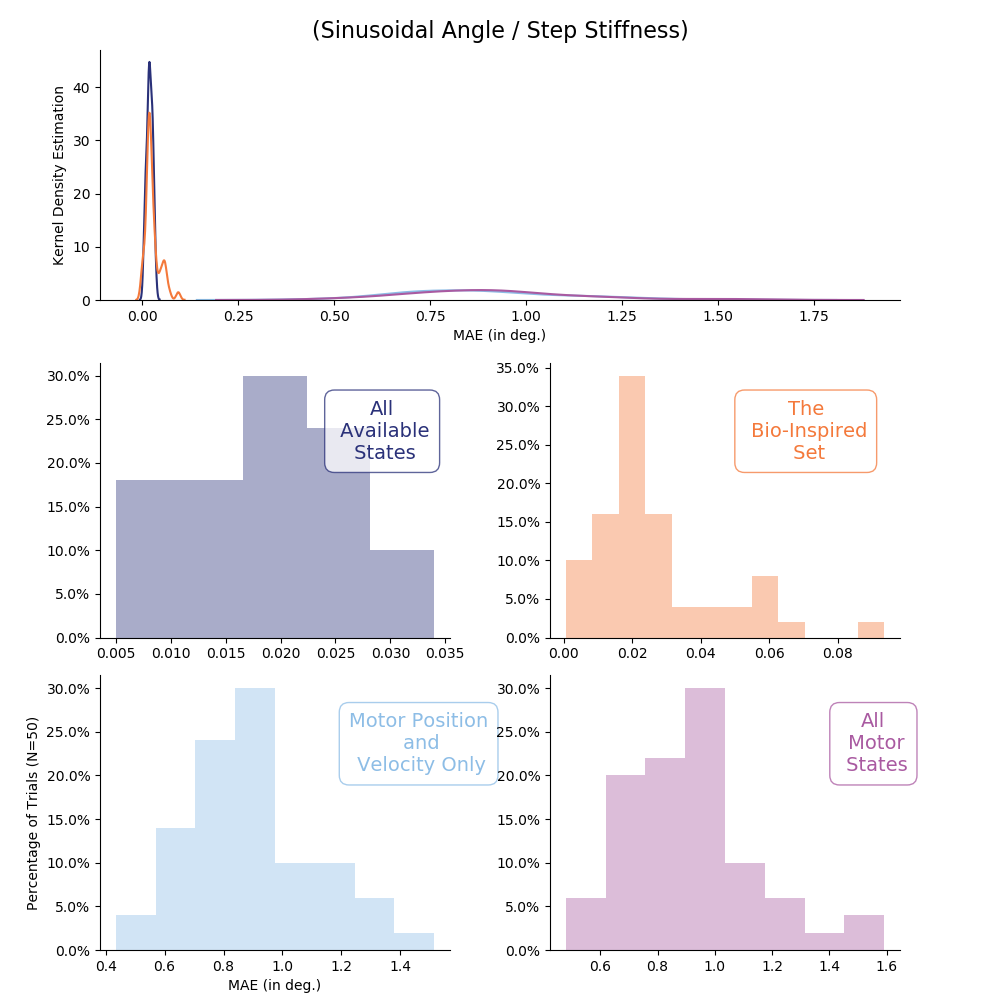 (Sinusoidal Angle / Step Stiffness)
Kernel Density Estimation
40
30
20
10
0
0.00 0.25 0.50 0.75 1.00 1.25 1.50 1.75
MAE (in deg.)
30.0%
25.0%
20.0%
15.0%
10.0%
5.0%
0.0%
0.005 0.010 0.015 0.020 0.025 0.030 0.035
All
Available
States
35.0%
30.0%
25.0%
20.0%
15.0%
10.0%
5.0%
0.0%
0.00 0.02 0.04 0.06 0.08
The
Bio-Inspired
Set
Percentage of Trials (N=50)
30.0%
25.0%
20.0%
15.0%
10.0%
5.0%
0.0%
0.4 0.6 0.8 1.0 1.2 1.4
MAE (in deg.)
Motor Position
and
Velocity Only
30.0%
25.0%
20.0%
15.0%
10.0%
5.0%
0.0%
0.6 0.8 1.0 1.2 1.4 1.6
All
Motor
States